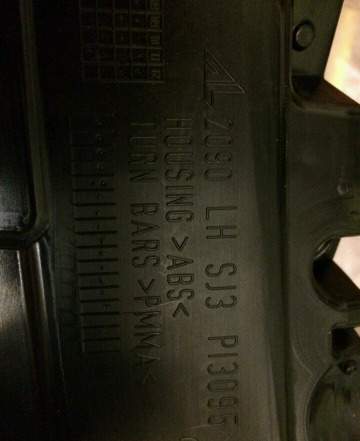 AL-2090 LH SJ3 PI3095
HOUSING >ABS<
TURN BARS >PMMA<